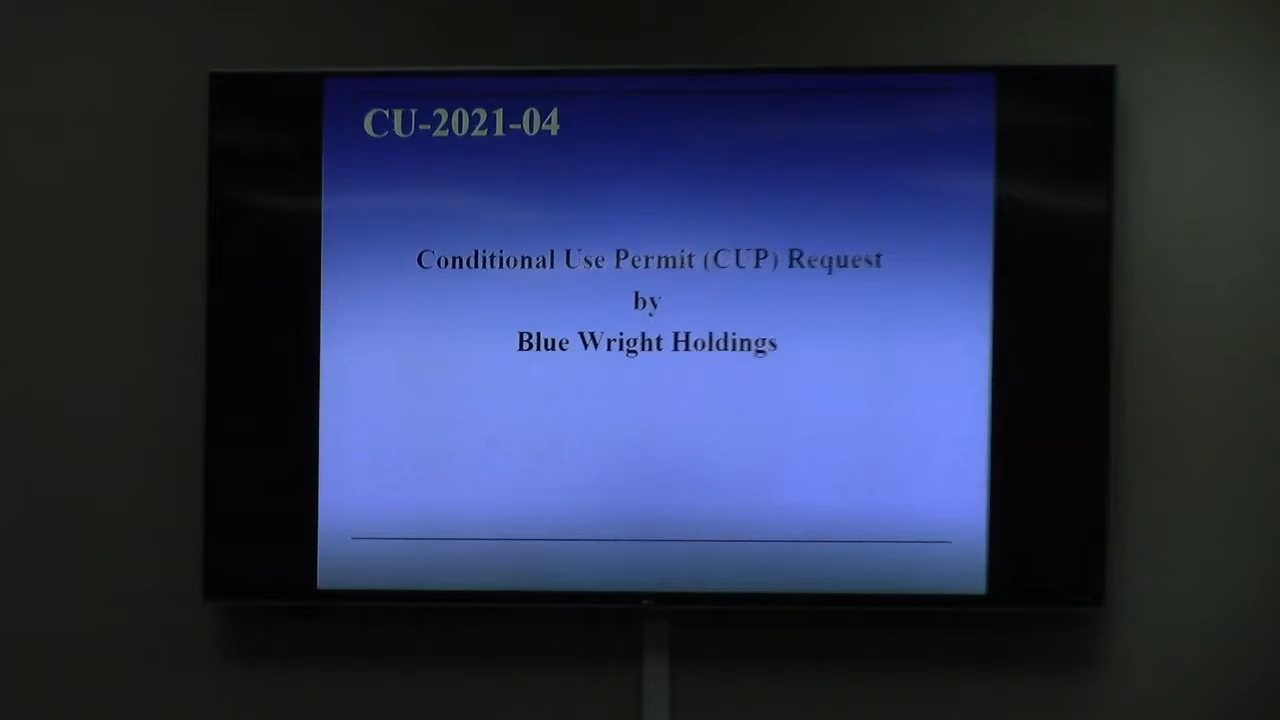 CU-2021-04
Conditional Use Permit (CUP) Request
by
Blue Wright Holdings